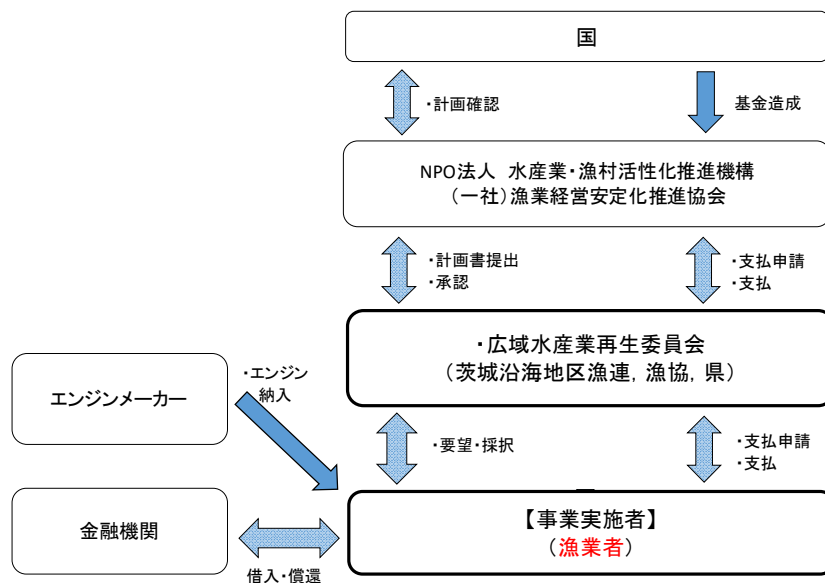 国
・計画確認
基金造成
NPO法人 水産業・漁村活性化推進機構
（一社）漁業経営安定化推進協会
・計画書提出
・承認
・支払申請
・支払
・広域水産業再生委員会
（茨城沿海地区漁連，漁協，県）
エンジンメーカー
・エンジン
納入
・要望・採択
・支払申請
・支払
金融機関
借入・償還
【事業実施者】
（漁業者）